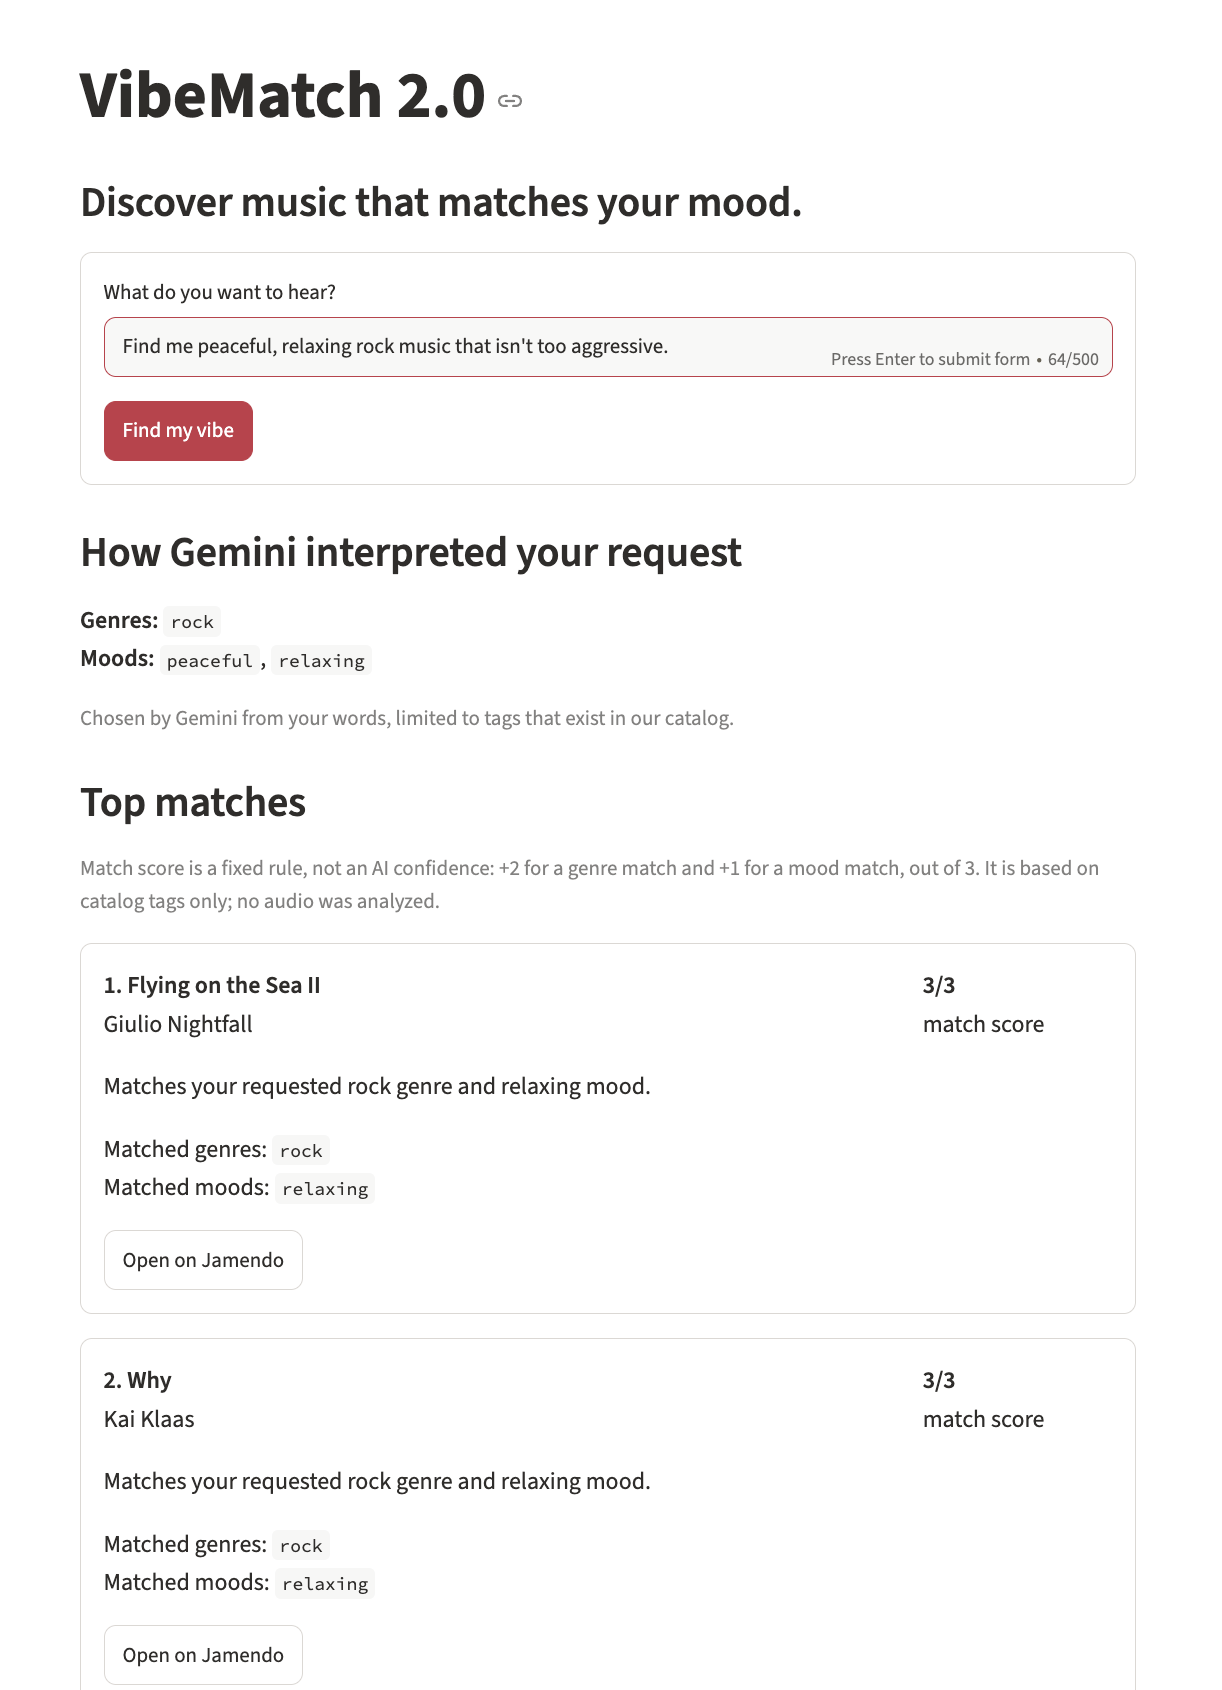 VibeMatch 2.0
Discover music that matches your mood.
What do you want to hear?
Find me peaceful, relaxing rock music that isn't too aggressive.
Press Enter to submit form • 64/500
Find my vibe
How Gemini interpreted your request
Genres: rock
Moods: peaceful, relaxing
Chosen by Gemini from your words, limited to tags that exist in our catalog.
Top matches
Match score is a fixed rule, not an AI confidence: +2 for a genre match and +1 for a mood match, out of 3. It is based on
catalog tags only; no audio was analyzed.
1. Flying on the Sea II
3/3
Giulio Nightfall
match score
Matches your requested rock genre and relaxing mood.
Matched genres: rock
Matched moods: relaxing
Open on Jamendo
2. Why
3/3
Kai Klaas
match score
Matches your requested rock genre and relaxing mood.
Matched genres: rock
Matched moods: relaxing
Open on Jamendo